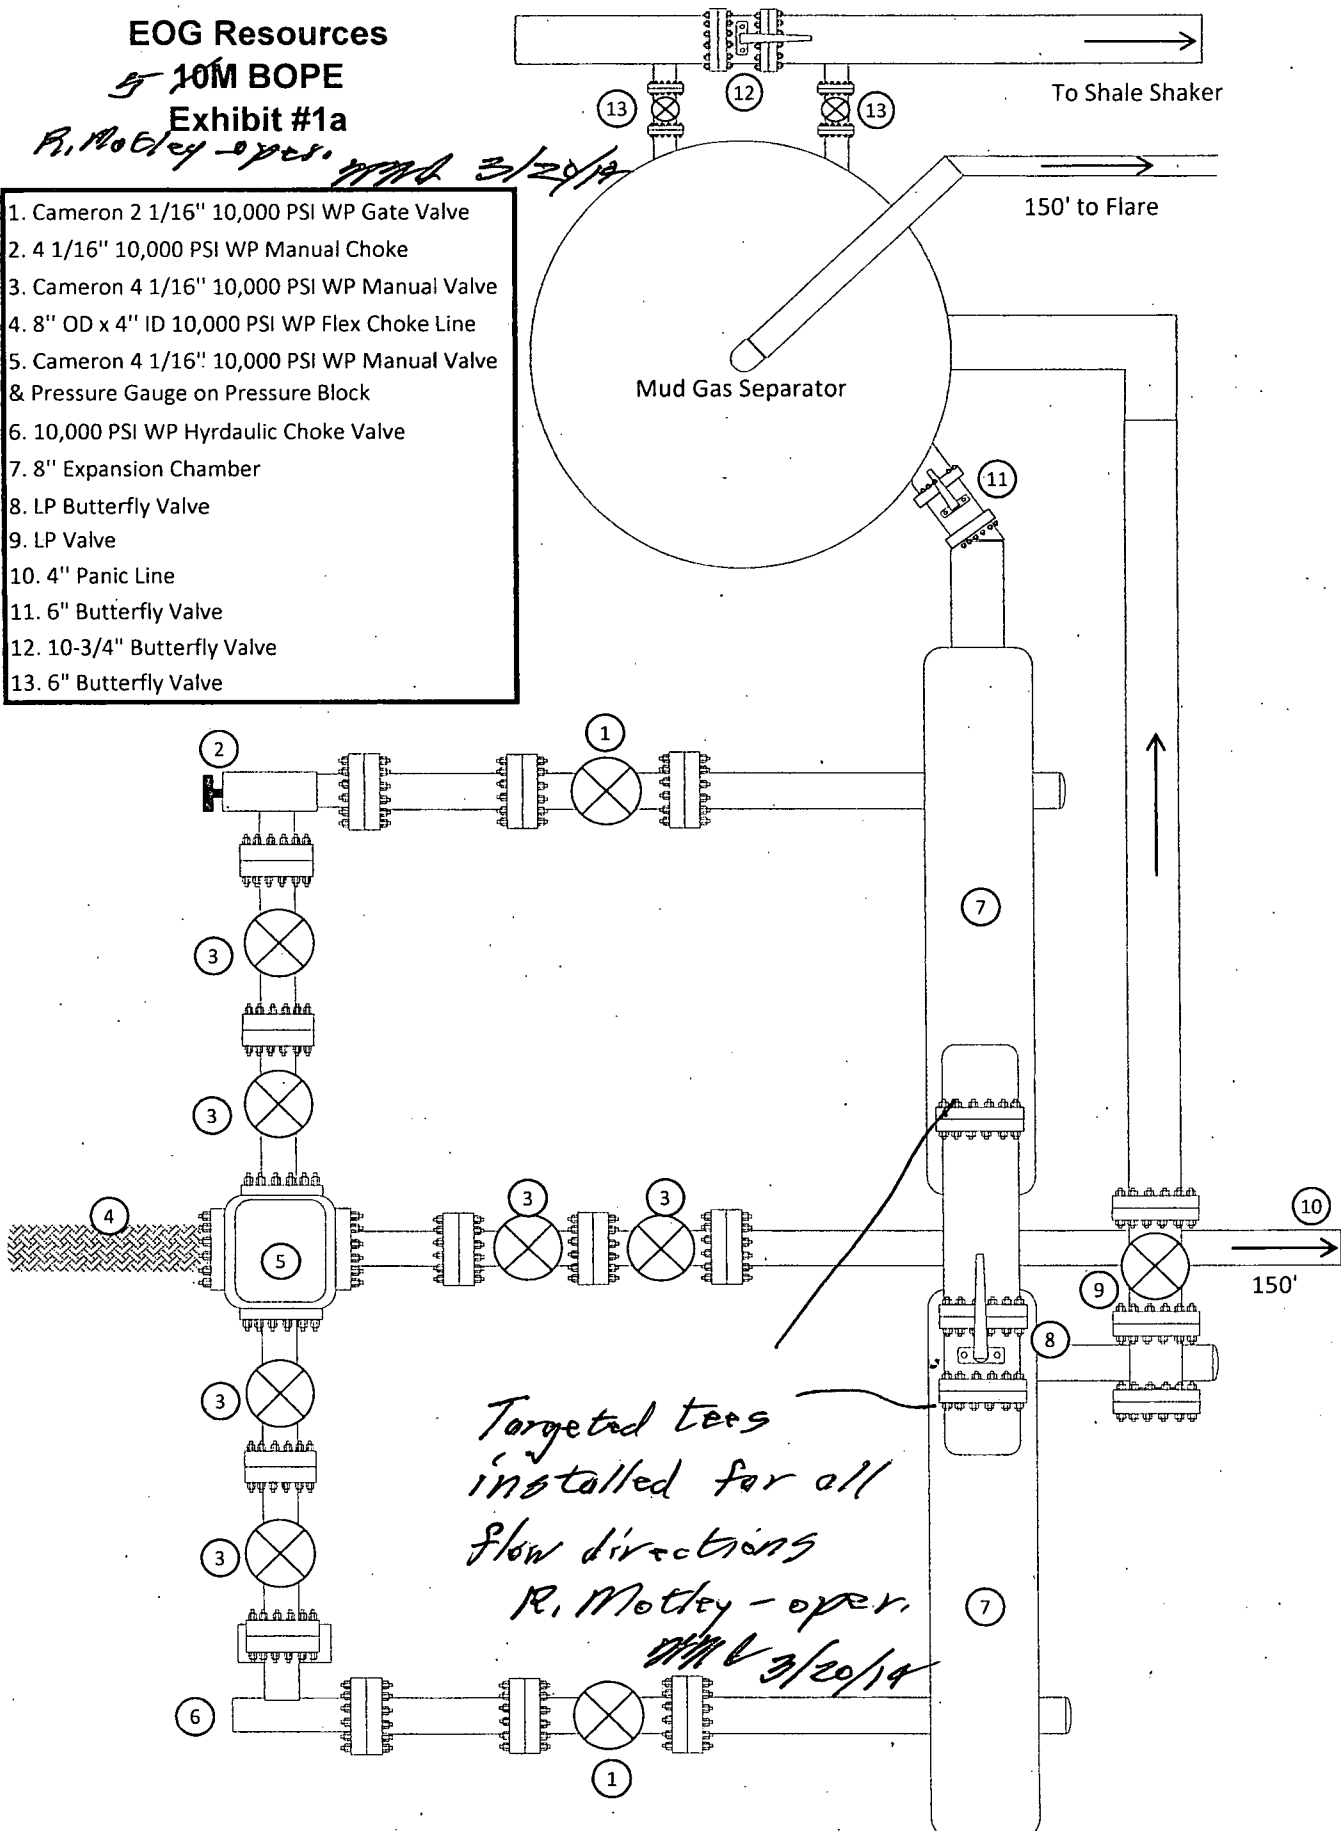 EOG Resources
5 10M BOPE
Exhibit #1a
R. Motley - oper.
3/20/14
1. Cameron 2 1/16" 10,000 PSI WP Gate Valve
2. 4 1/16" 10,000 PSI WP Manual Choke
3. Cameron 4 1/16" 10,000 PSI WP Manual Valve
4. 8" OD x 4" ID 10,000 PSI WP Flex Choke Line
5. Cameron 4 1/16" 10,000 PSI WP Manual Valve
& Pressure Gauge on Pressure Block
6. 10,000 PSI WP Hyrdaulic Choke Valve
7. 8" Expansion Chamber
8. LP Butterfly Valve
9. LP Valve
10. 4" Panic Line
11. 6" Butterfly Valve
12. 10-3/4" Butterfly Valve
13. 6" Butterfly Valve
12
13
13
To Shale Shaker
150' to Flare
Mud Gas Separator
11
1
2
7
3
3
4
5
3
3
10
150'
9
8
3
3
Targeted tees
installed for all
flow directions
R. Motley - oper.
3/20/14
7
6
1